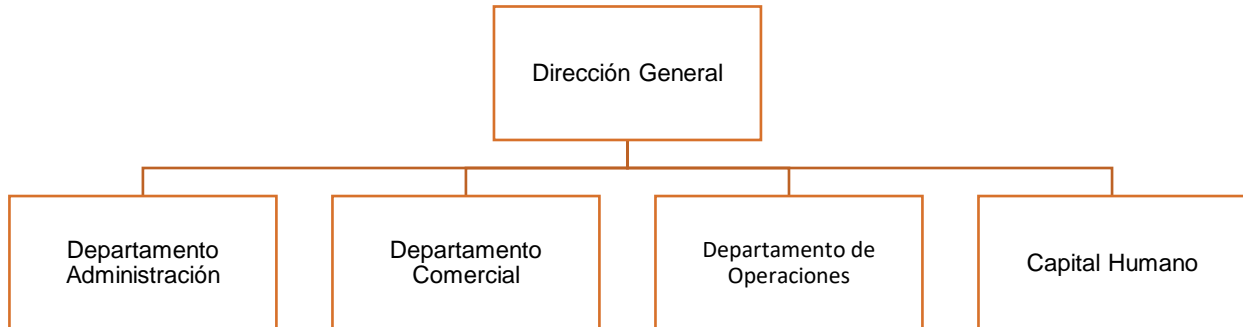 Dirección General
Departamento
Administración
Departamento
Comercial
Departamento de
Operaciones
Capital Humano